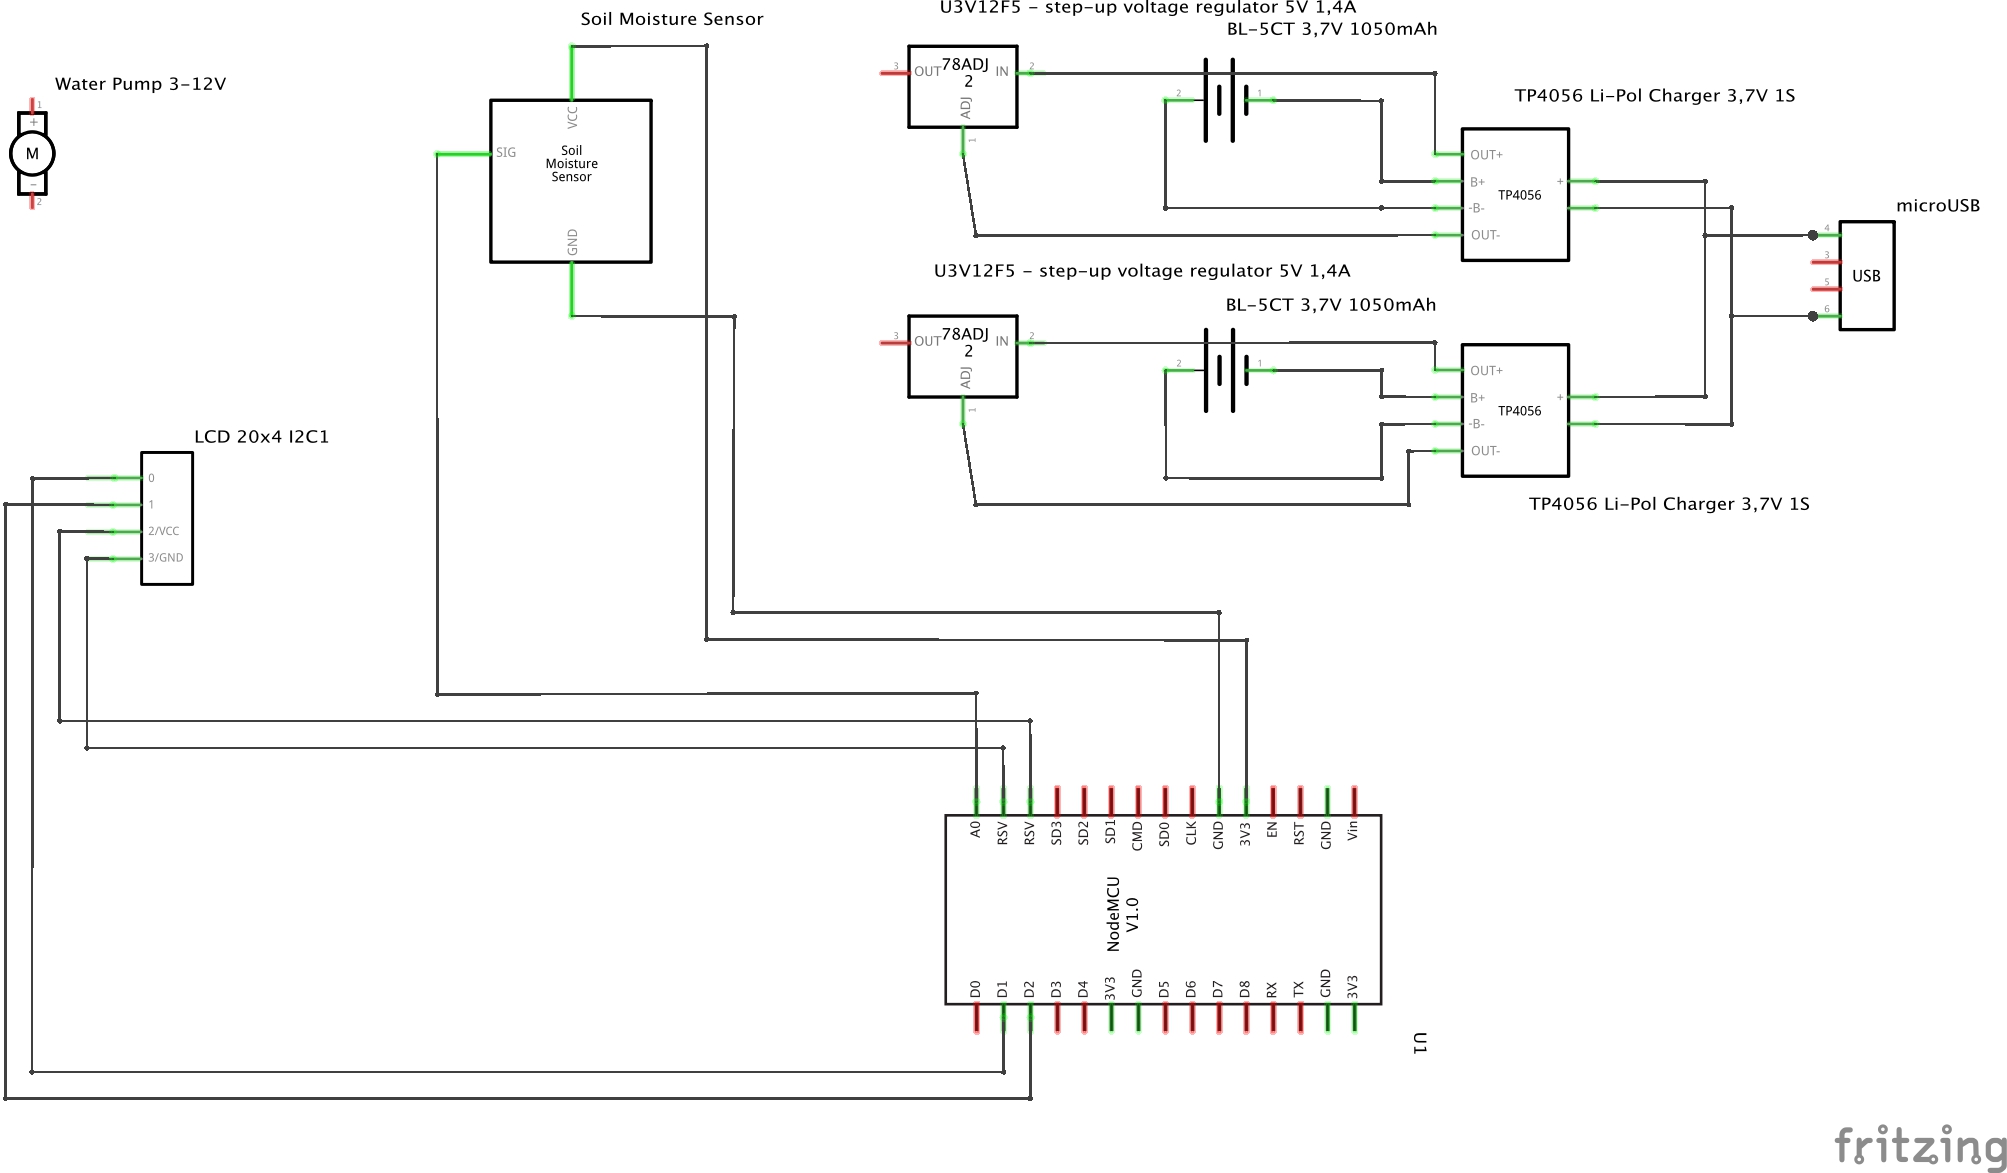 Soil Moisture Sensor
U3V12F5 - step-up voltage regulator 5V 1,4A
BL-5CT 3,7V 1050mAh
Water Pump 3-12V
1
+
M
-
2
VCC
SIG
Soil
Moisture
Sensor
GND
3
OUT
78ADJ
2
IN
2
ADJ
1
2
1
TP4056 Li-Pol Charger 3,7V 1S
OUT+
B+
-B-
OUT-
TP4056
+
microUSB
4
3
5
6
USB
U3V12F5 - step-up voltage regulator 5V 1,4A
BL-5CT 3,7V 1050mAh
3
OUT
78ADJ
2
IN
2
ADJ
1
2
1
OUT+
B+
-B-
OUT-
TP4056
+
TP4056 Li-Pol Charger 3,7V 1S
LCD 20x4 I2C1
0
1
2/VCC
3/GND
A0
RSV
RSV
SD3
SD2
SD1
CMD
SD0
CLK
GND
3V3
EN
RST
GND
Vin
NodeMCU
V1.0
D0
D1
D2
D3
D4
3V3
GND
D5
D6
D7
D8
RX
TX
GND
3V3
U1
fritzing